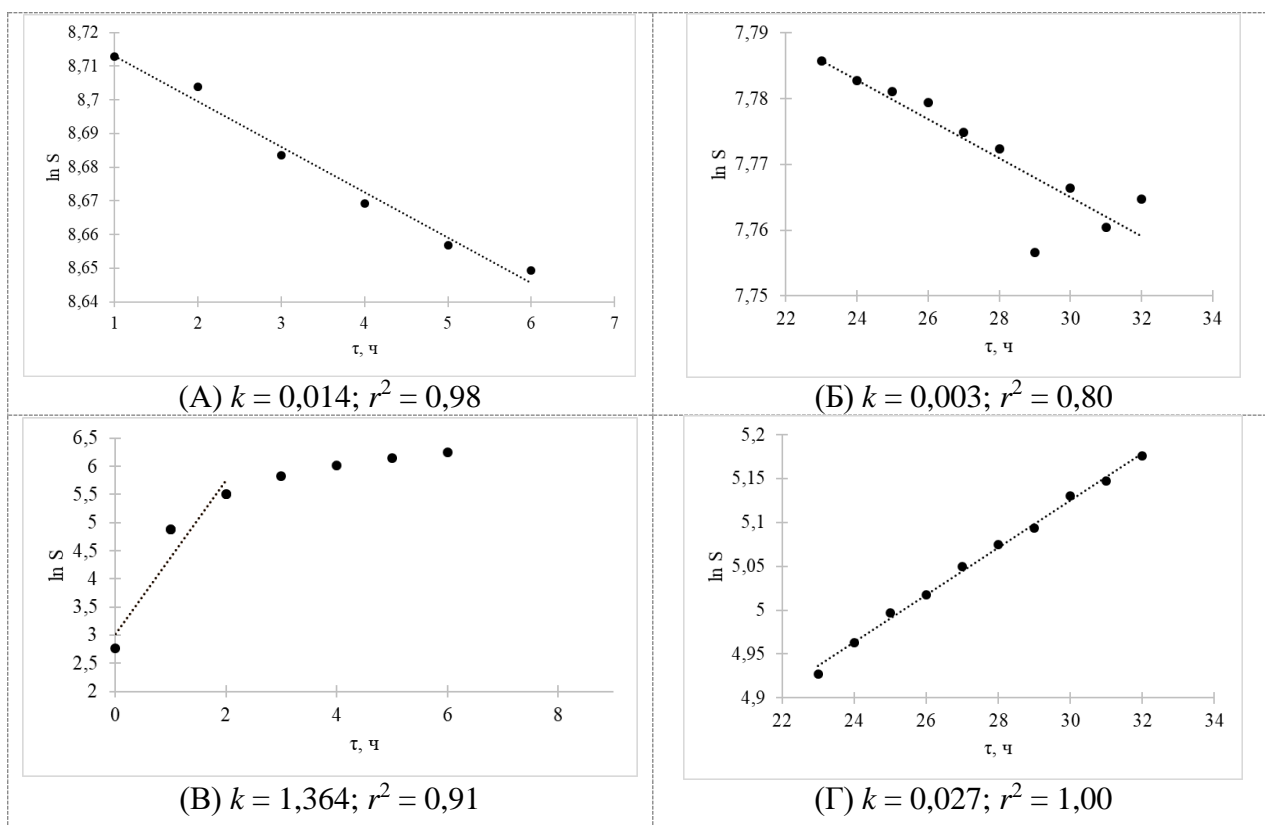 8,72
8,71
8,7
8,69
8,68
8,67
8,66
8,65
8,64
ln S
1 2 3 4 5 6 7
τ, ч
(А) k = 0,014; r² = 0,98
7,79
7,78
7,77
7,76
7,75
ln S
22 24 26 28 30 32 34
τ, ч
(Б) k = 0,003; r² = 0,80
6,5
6
5,5
5
4,5
4
3,5
3
2,5
2
ln S
0 2 4 6 8
τ, ч
(В) k = 1,364; r² = 0,91
5,2
5,15
5,1
5,05
5
4,95
4,9
ln S
22 24 26 28 30 32 34
τ, ч
(Г) k = 0,027; r² = 1,00